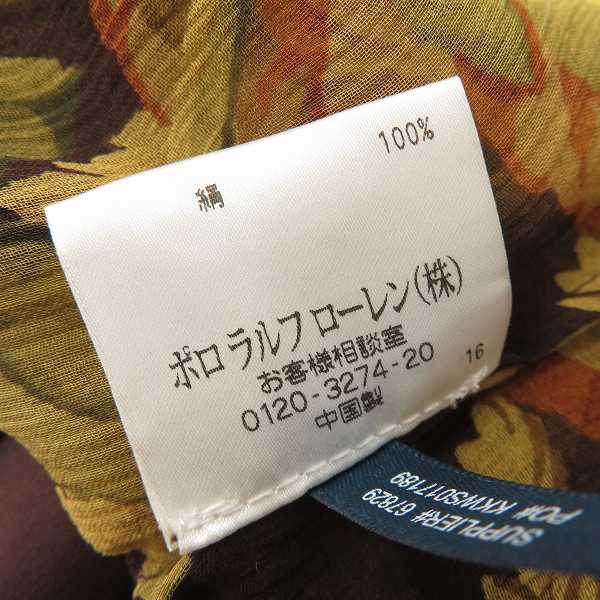 絹 100%
ポロ ラルフ ローレン(株)
お客様相談室
0120-3274-20
中国製
16
SUPPLIER# 67829
PO# KKWS017189